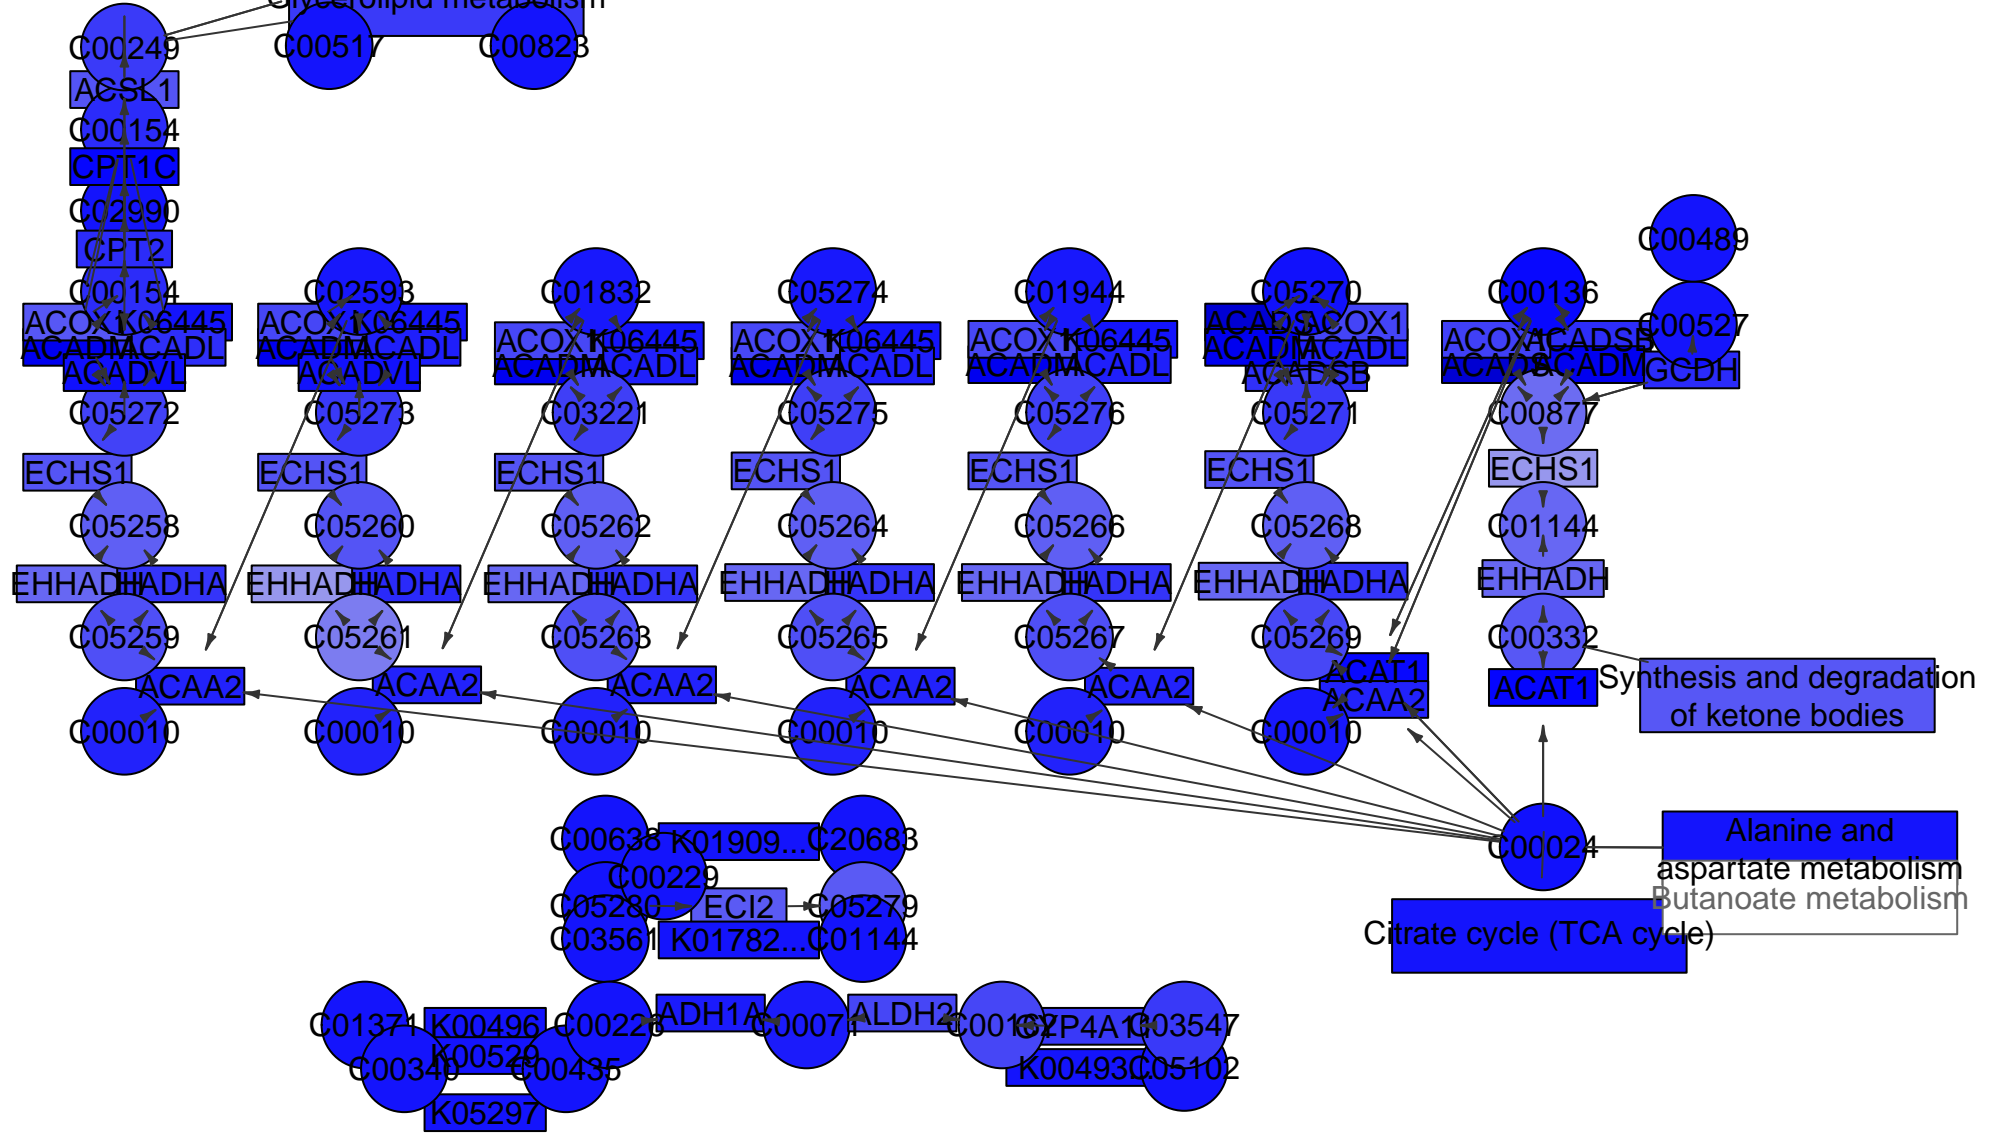 Glycerolipid metabolism
C00249
C00517
C00823
ACSL1
C00154
CPT1C
C02990
C00489
CPT2
C00154
C02593
C01832
C05274
C01944
C05270
C00136
C00527
ACOX1
K06445
ACOX1
K06445
ACOX1
K06445
ACOX1
K06445
ACOX1
K06445
ACADS
ACOX1
ACOX1
ACADSB
ACADM
ACADL
ACADM
ACADL
ACADM
ACADL
ACADM
ACADL
ACADM
ACADL
ACADM
ACADL
ACADS
ACADM
GCDH
ACADVL
ACADVL
ACADSB
C05272
C05273
C03221
C05275
C05276
C05271
C00877
ECHS1
ECHS1
ECHS1
ECHS1
ECHS1
ECHS1
ECHS1
C05258
C05260
C05262
C05264
C05266
C05268
C01144
EHHADH
HADHA
EHHADH
HADHA
EHHADH
HADHA
EHHADH
HADHA
EHHADH
HADHA
EHHADH
HADHA
EHHADH
C05259
C05261
C05263
C05265
C05267
C05269
C00332
ACAA2
ACAA2
ACAA2
ACAA2
ACAA2
ACAT1
ACAA2
ACAT1
Synthesis and degradation
of ketone bodies
C00010
C00010
C00010
C00010
C00010
C00010
C00638
K01909...
C20683
C00229
C00024
Alanine and
aspartate metabolism
Butanoate metabolism
C05280
ECI2
C05279
C03561
K01782...
C01144
Citrate cycle (TCA cycle)
C01371
K00496
C00226
ADH1A
C00071
ALDH2
C00162
C03547
K00529
C00340
C00435
K00493...
C05102
K05297